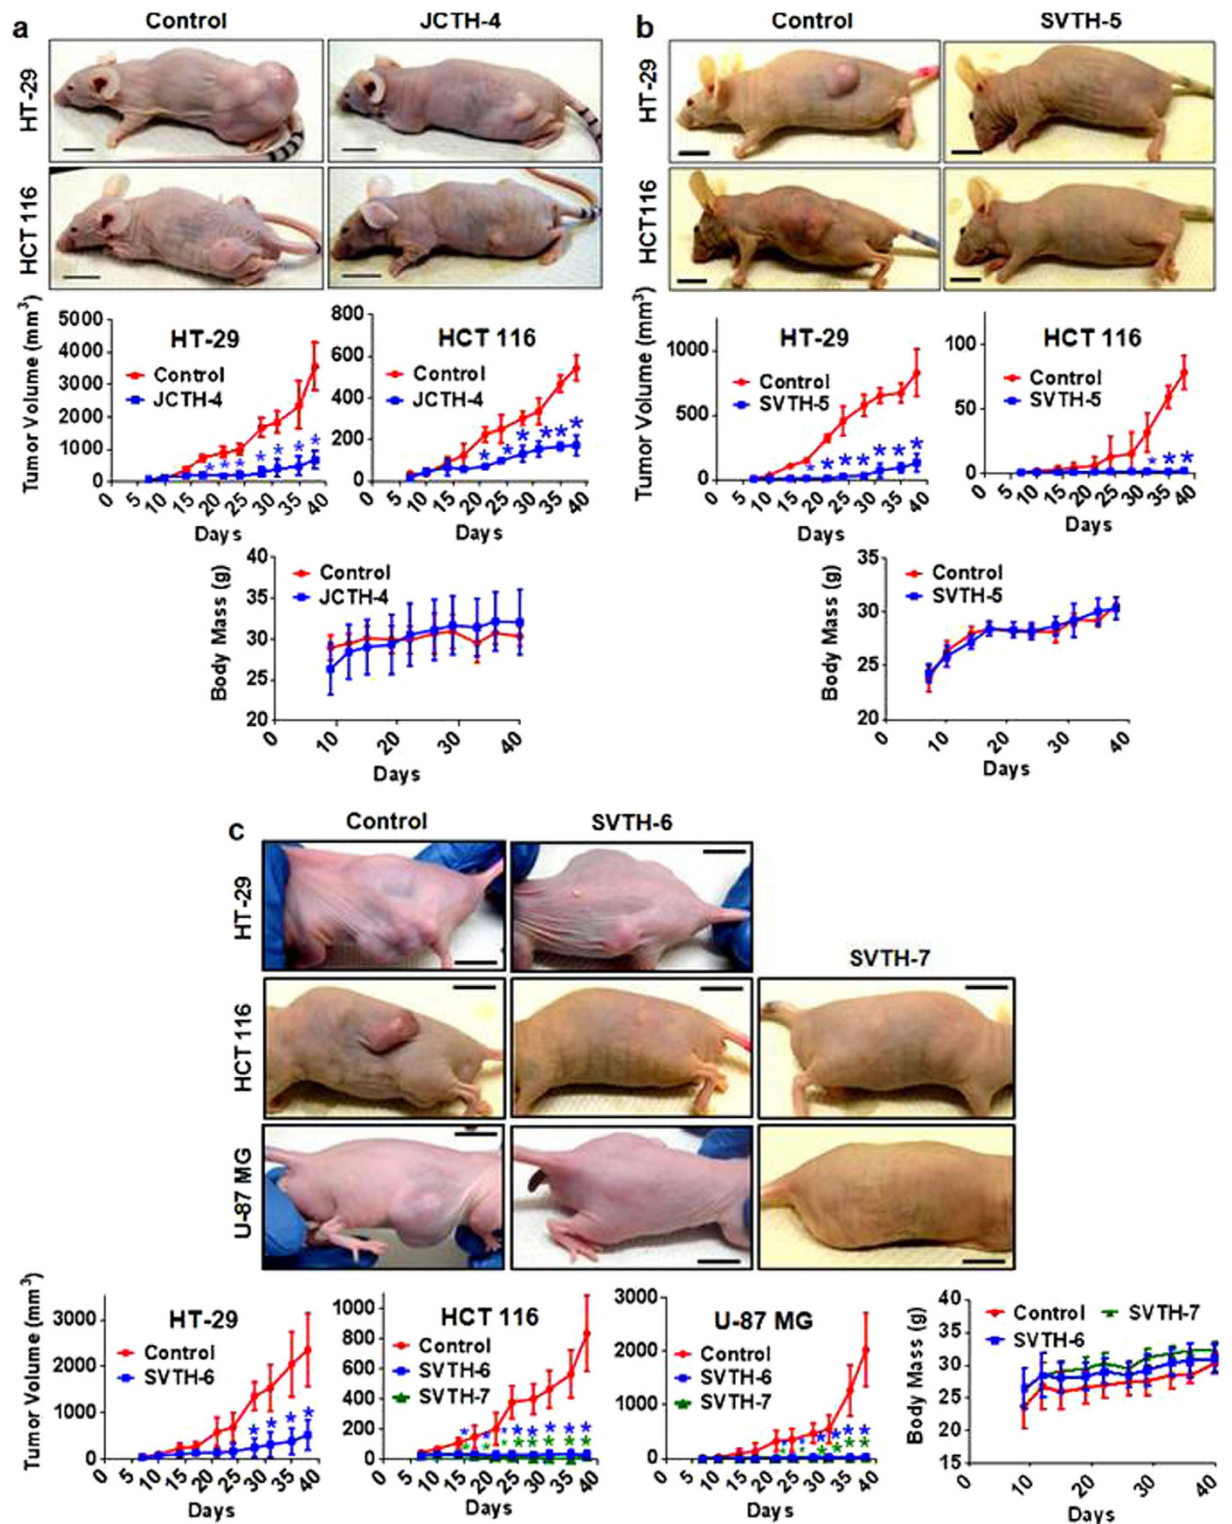 a
Control
JCTH-4
HT-29
HCT 116
Tumor Volume (mm³)
5000
4000
3000
2000
1000
0
HT-29
Control
JCTH-4
0 5 10 15 20 25 30 35 40
Days
800
600
400
200
0
HCT 116
Control
JCTH-4
0 5 10 15 20 25 30 35 40
Days
Body Mass (g)
40
35
30
25
20
Control
JCTH-4
0 10 20 30 40
Days
b
Control
SVTH-5
HT-29
HCT116
Tumor Volume (mm³)
1000
500
0
HT-29
Control
SVTH-5
0 5 10 15 20 25 30 35 40
Days
100
50
0
HCT 116
Control
SVTH-5
0 5 10 15 20 25 30 35 40
Days
Body Mass (g)
35
30
25
20
Control
SVTH-5
0 10 20 30 40
Days
c
Control
SVTH-6
HT-29
SVTH-7
HCT 116
U-87 MG
Tumor Volume (mm³)
3000
2000
1000
0
HT-29
Control
SVTH-6
0 5 10 15 20 25 30 35 40
Days
1000
800
600
400
200
0
HCT 116
Control
SVTH-6
SVTH-7
0 5 10 15 20 25 30 35 40
Days
3000
2000
1000
0
U-87 MG
Control
SVTH-6
SVTH-7
0 5 10 15 20 25 30 35 40
Days
Body Mass (g)
40
35
30
25
20
15
Control SVTH-7
SVTH-6
0 10 20 30 40
Days